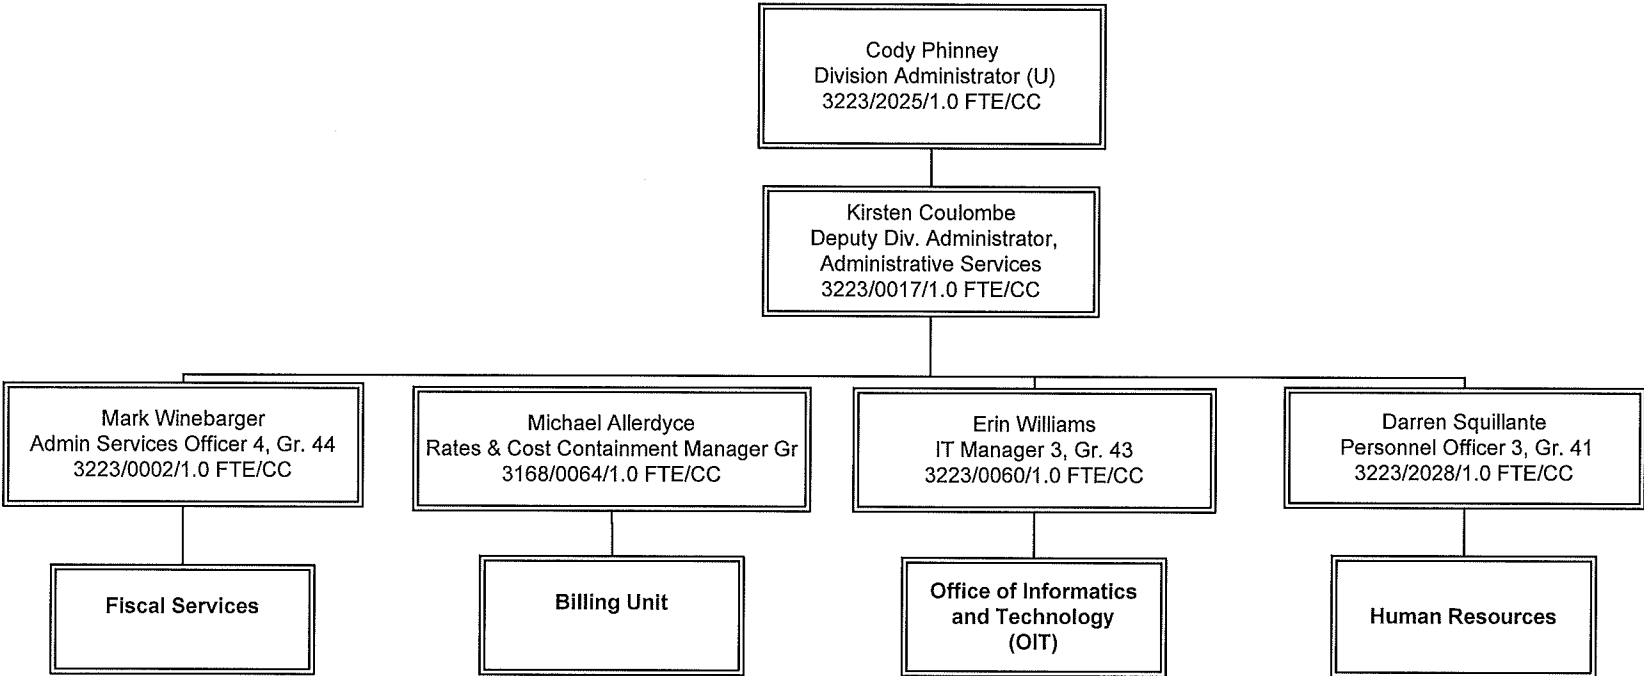 Cody Phinney
Division Administrator (U)
3223/2025/1.0 FTE/CC
Kirsten Coulombe
Deputy Div. Administrator,
Administrative Services
3223/0017/1.0 FTE/CC
Mark Winebarger
Admin Services Officer 4, Gr. 44
3223/0002/1.0 FTE/CC
Michael Allerdyce
Rates & Cost Containment Manager Gr
3168/0064/1.0 FTE/CC
Erin Williams
IT Manager 3, Gr. 43
3223/0060/1.0 FTE/CC
Darren Squillante
Personnel Officer 3, Gr. 41
3223/2028/1.0 FTE/CC
Fiscal Services
Billing Unit
Office of Informatics
and Technology
(OIT)
Human Resources